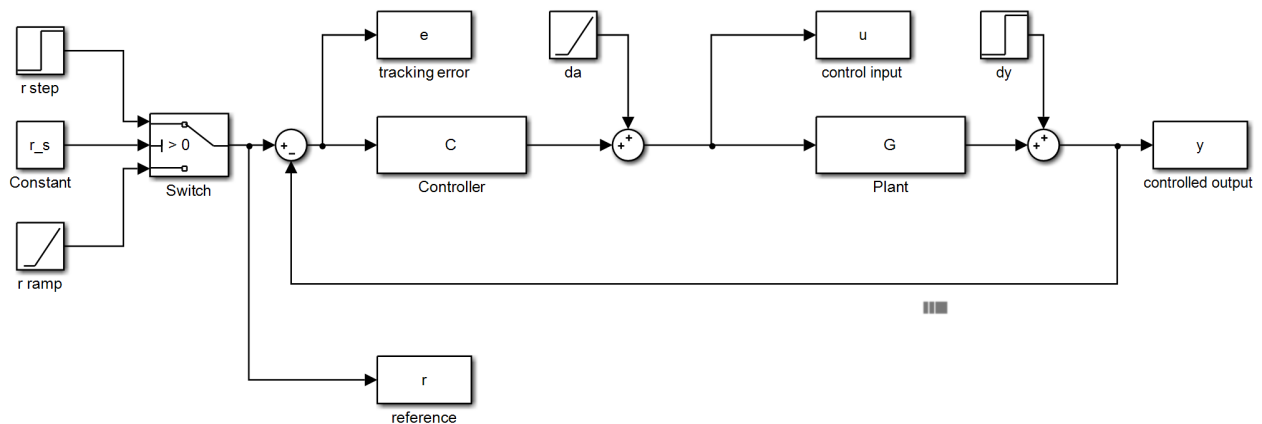 e
tracking error
da
u
control input
dy
r step
r_s
Constant
> 0
Switch
+
-
C
Controller
+
+
G
Plant
+
+
y
controlled output
r ramp
r
reference